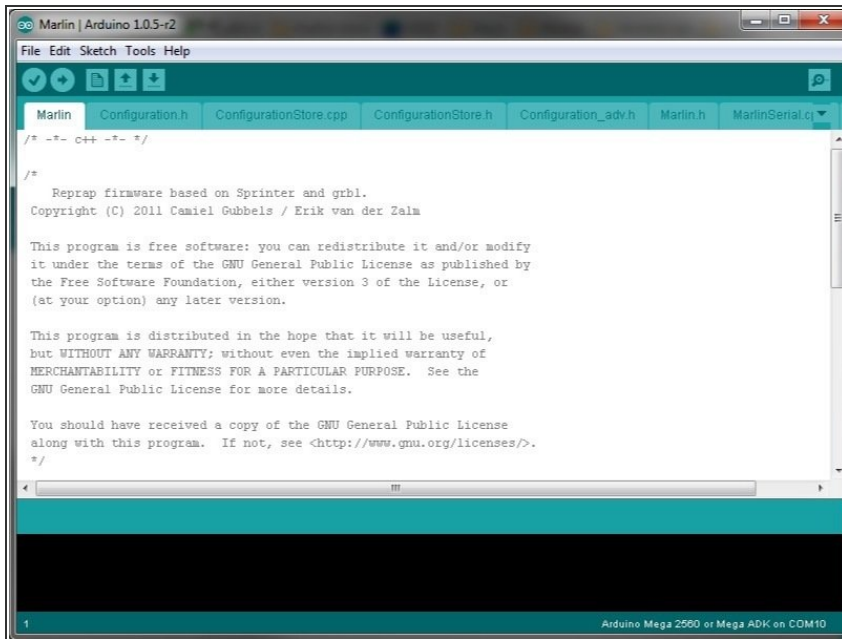 Marlin | Arduino 1.0.5-r2
File Edit Sketch Tools Help
Marlin Configuration.h ConfigurationStore.cpp ConfigurationStore.h Configuration_adv.h Marlin.h MarlinSerial.c
/* -*- c++ -*- */
/*
Reprap firmware based on Sprinter and grbl.
Copyright (C) 2011 Camiel Gubbels / Erik van der Zalm
This program is free software: you can redistribute it and/or modify
it under the terms of the GNU General Public License as published by
the Free Software Foundation, either version 3 of the License, or
(at your option) any later version.
This program is distributed in the hope that it will be useful,
but WITHOUT ANY WARRANTY; without even the implied warranty of
MERCHANTABILITY or FITNESS FOR A PARTICULAR PURPOSE.  See the
GNU General Public License for more details.
You should have received a copy of the GNU General Public License
along with this program.  If not, see <http://www.gnu.org/licenses/>.
*/
1 Arduino Mega 2560 or Mega ADK on COM10